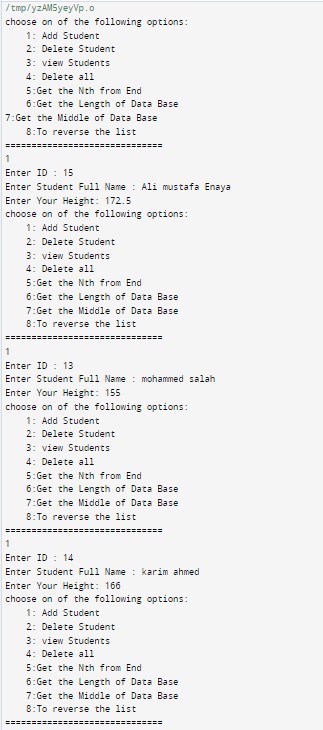 /tmp/yzAM5yeyVp.o
choose on of the following options:
1: Add Student
2: Delete Student
3: view Students
4: Delete all
5:Get the Nth from End
6:Get the Length of Data Base
7:Get the Middle of Data Base
8:To reverse the list
==============================
1
Enter ID : 15
Enter Student Full Name : Ali mustafa Enaya
Enter Your Height: 172.5
choose on of the following options:
1: Add Student
2: Delete Student
3: view Students
4: Delete all
5:Get the Nth from End
6:Get the Length of Data Base
7:Get the Middle of Data Base
8:To reverse the list
==============================
1
Enter ID : 13
Enter Student Full Name : mohammed salah
Enter Your Height: 155
choose on of the following options:
1: Add Student
2: Delete Student
3: view Students
4: Delete all
5:Get the Nth from End
6:Get the Length of Data Base
7:Get the Middle of Data Base
8:To reverse the list
==============================
1
Enter ID : 14
Enter Student Full Name : karim ahmed
Enter Your Height: 166
choose on of the following options:
1: Add Student
2: Delete Student
3: view Students
4: Delete all
5:Get the Nth from End
6:Get the Length of Data Base
7:Get the Middle of Data Base
8:To reverse the list
==============================